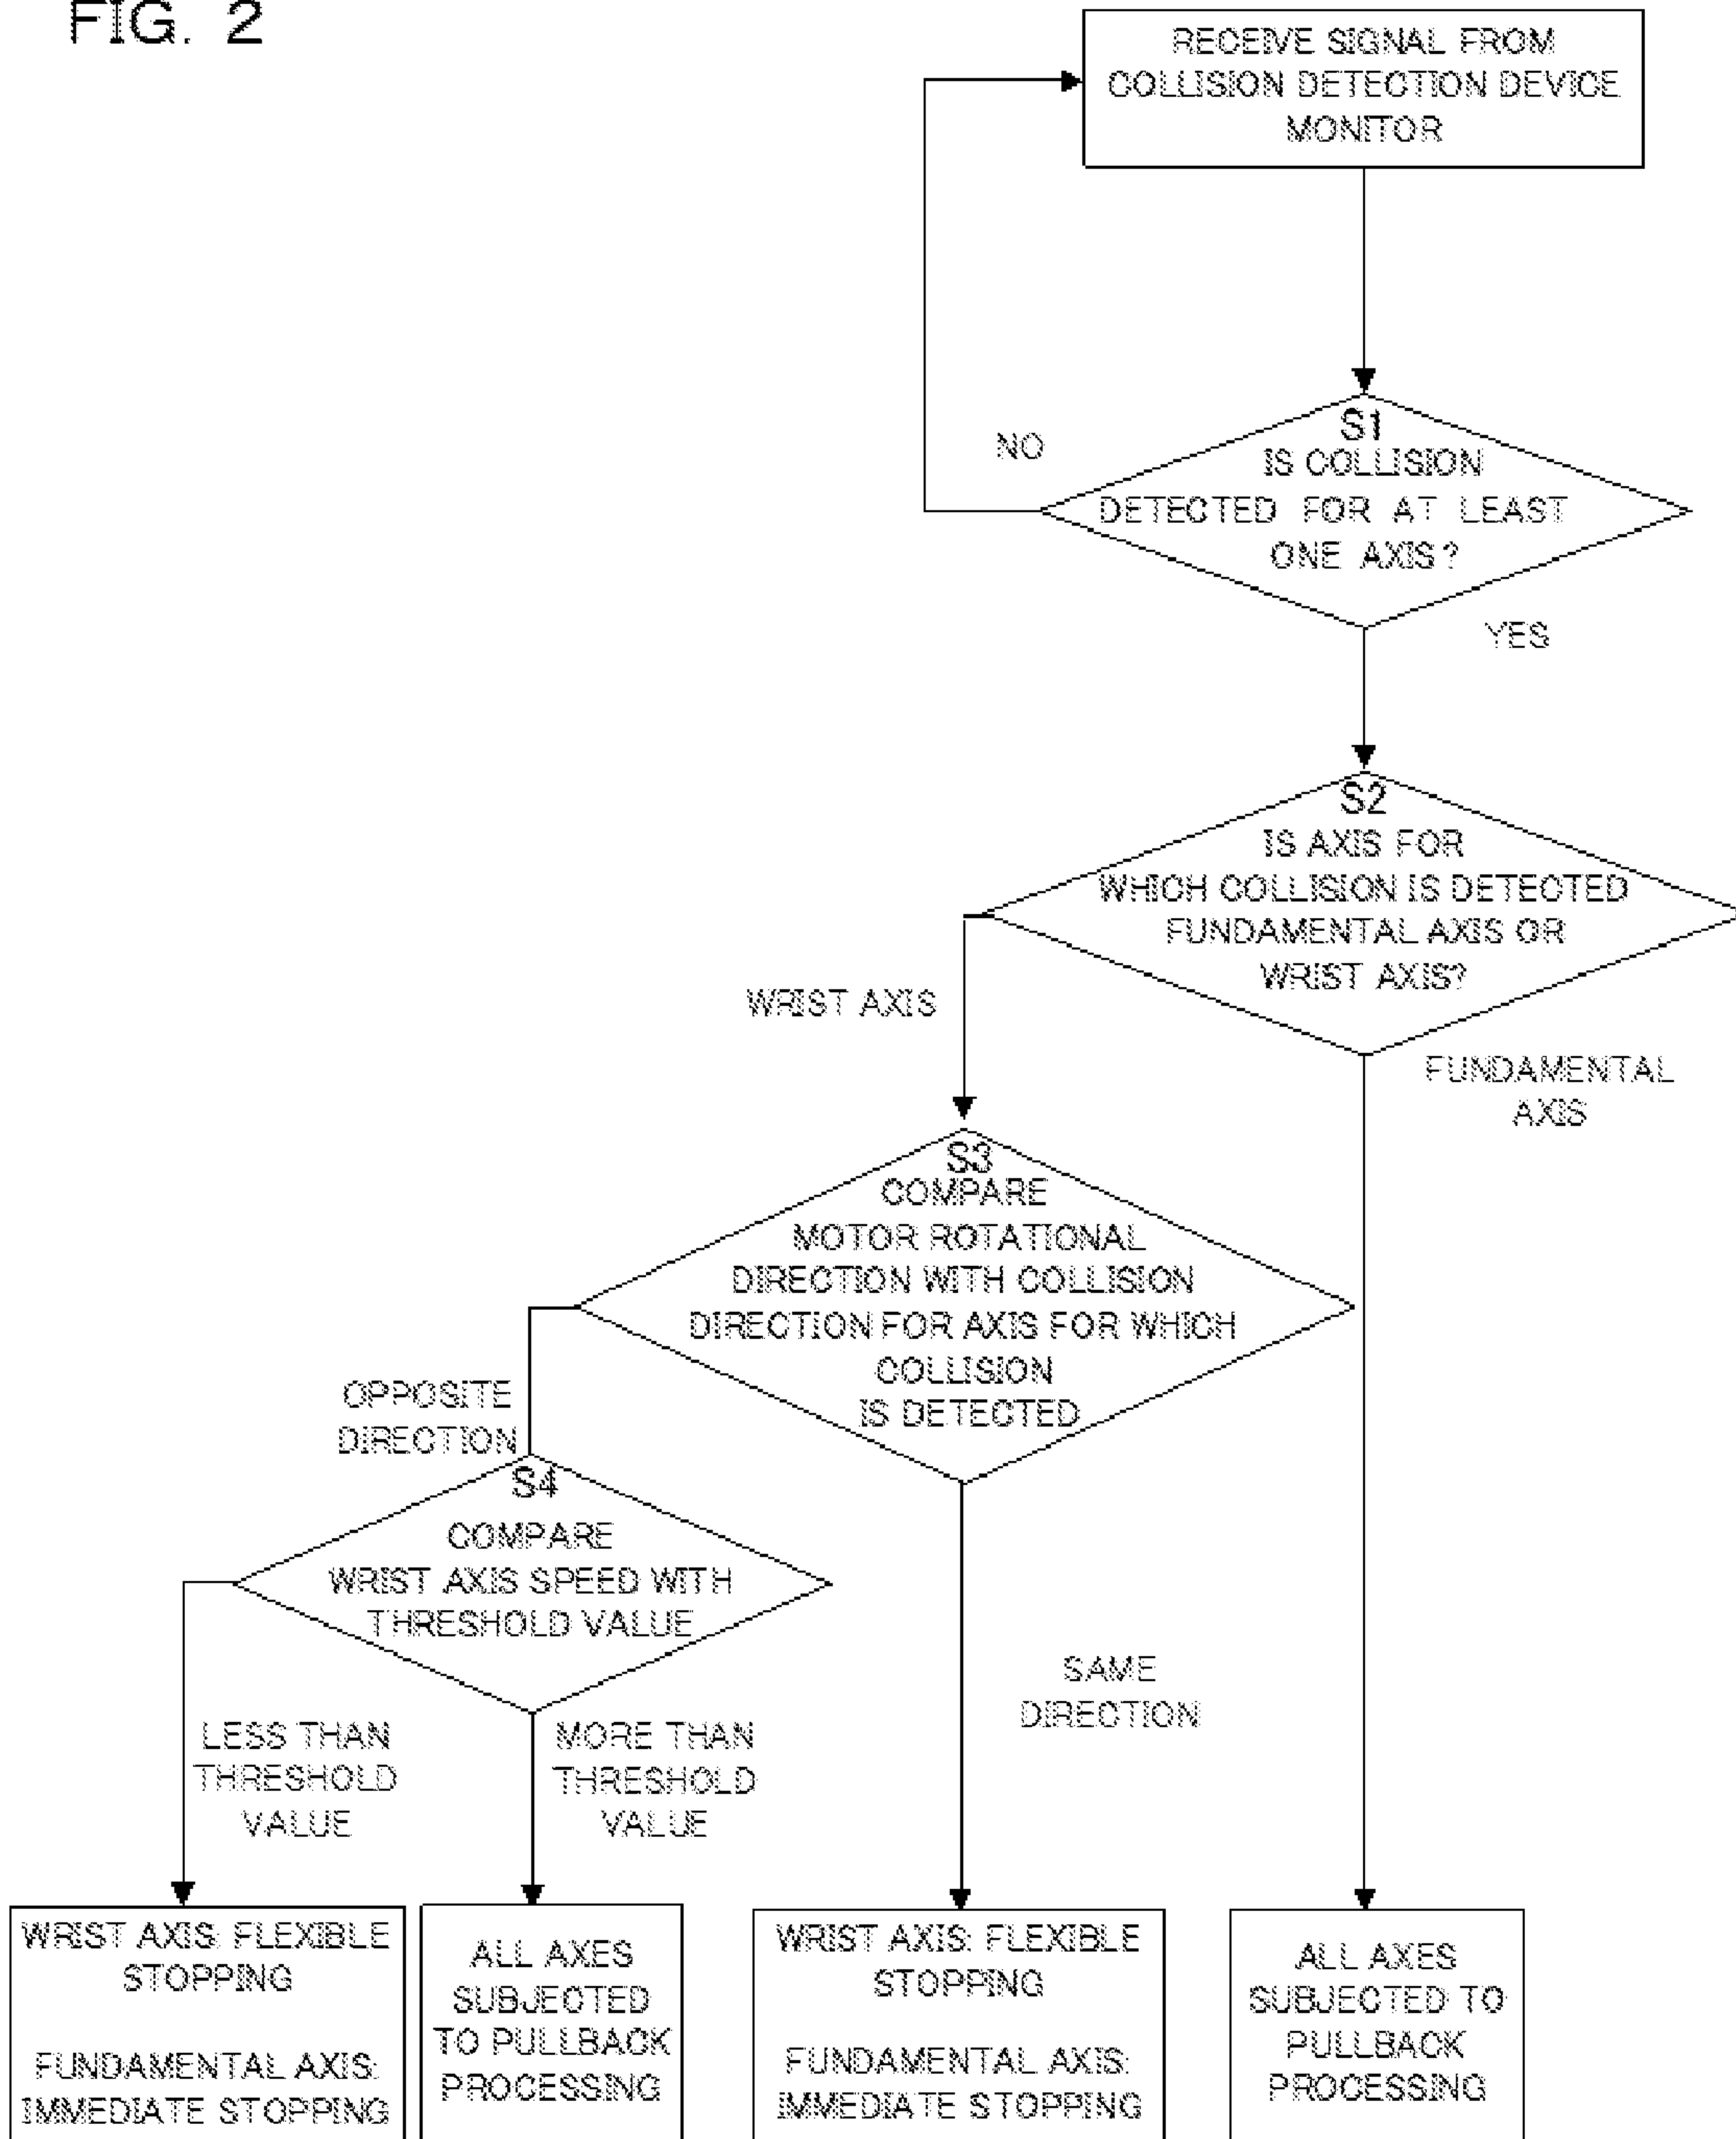 FIG. 2
RECEIVE SIGNAL FROM
COLLISION DETECTION DEVICE
MONITOR
S1
IS COLLISION
DETECTED FOR AT LEAST
ONE AXIS?
NO
YES
S2
IS AXIS FOR
WHICH COLLISION IS DETECTED
FUNDAMENTAL AXIS OR
WRIST AXIS?
WRIST AXIS
FUNDAMENTAL
AXIS
S3
COMPARE
MOTOR ROTATIONAL
DIRECTION WITH COLLISION
DIRECTION FOR AXIS FOR WHICH
COLLISION
IS DETECTED
OPPOSITE
DIRECTION
SAME
DIRECTION
S4
COMPARE
WRIST AXIS SPEED WITH
THRESHOLD VALUE
LESS THAN
THRESHOLD
VALUE
MORE THAN
THRESHOLD
VALUE
WRIST AXIS: FLEXIBLE
STOPPING
FUNDAMENTAL AXIS:
IMMEDIATE STOPPING
ALL AXES
SUBJECTED
TO PULLBACK
PROCESSING
WRIST AXIS: FLEXIBLE
STOPPING
FUNDAMENTAL AXIS:
IMMEDIATE STOPPING
ALL AXES
SUBJECTED TO
PULLBACK
PROCESSING